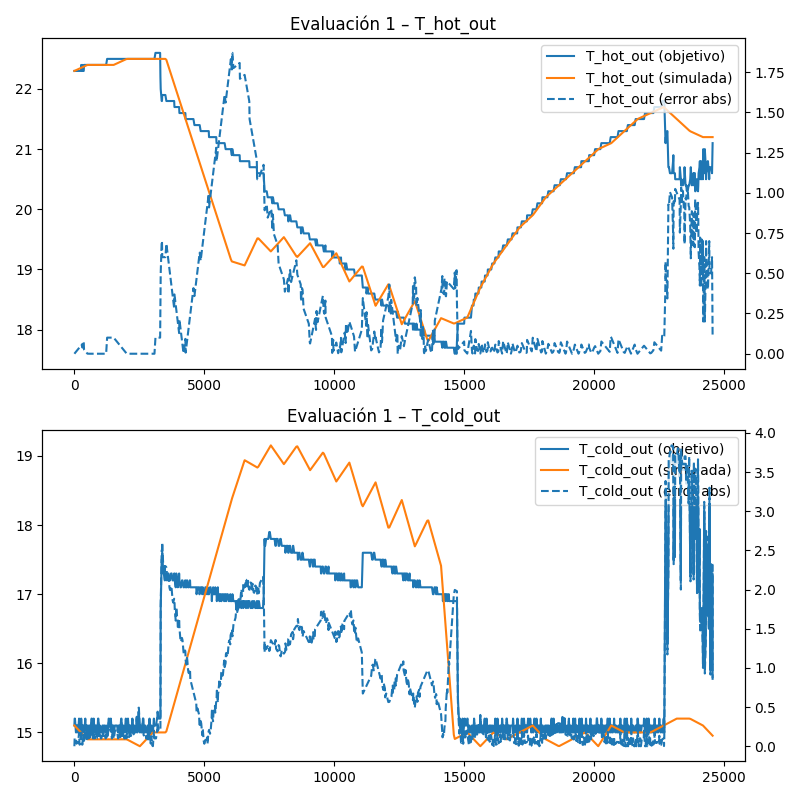 Evaluación 1 – T_hot_out
T_hot_out (objetivo)
T_hot_out (simulada)
T_hot_out (error abs)
22
21
20
19
18
1.75
1.50
1.25
1.00
0.75
0.50
0.25
0.00
0 5000 10000 15000 20000 25000
Evaluación 1 – T_cold_out
T_cold_out (objetivo)
T_cold_out (simulada)
T_cold_out (error abs)
19
18
17
16
15
4.0
3.5
3.0
2.5
2.0
1.5
1.0
0.5
0.0
0 5000 10000 15000 20000 25000